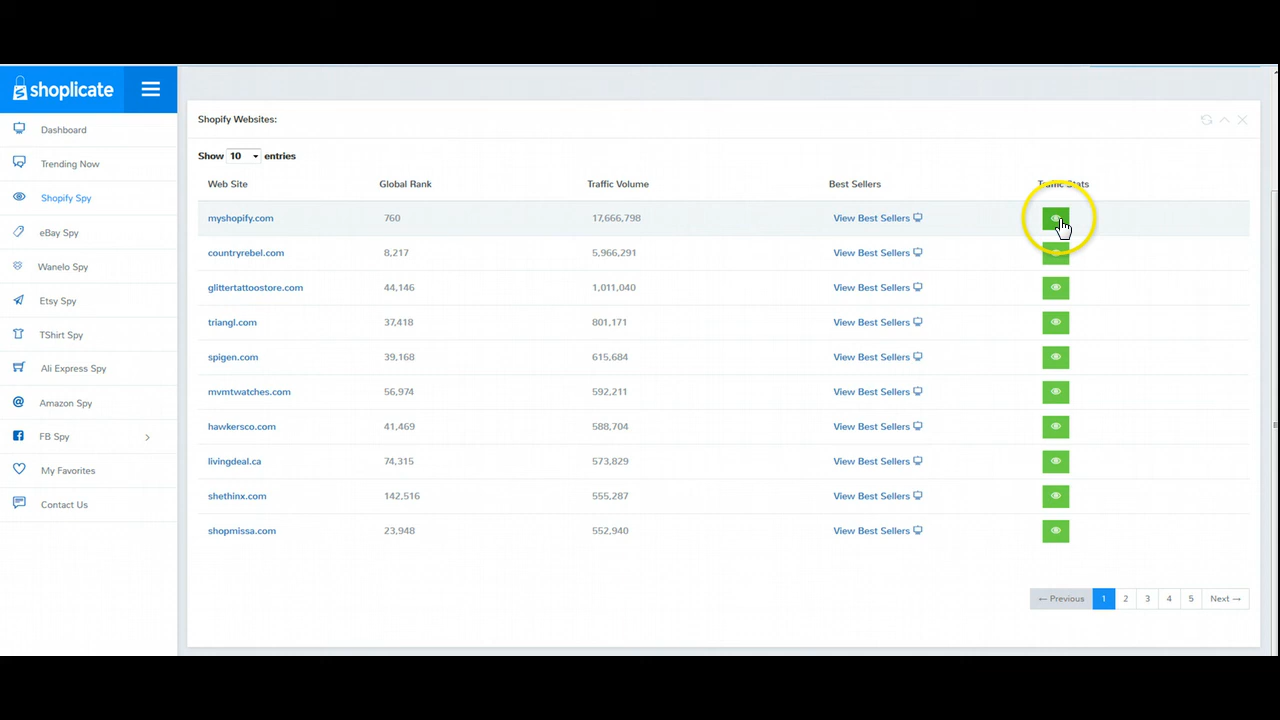 shoplicate
Dashboard
Trending Now
Shopify Spy
eBay Spy
Wanelo Spy
Etsy Spy
TShirt Spy
Ali Express Spy
Amazon Spy
FB Spy
My Favorites
Contact Us
Shopify Websites:
Show 10 entries
Web Site Global Rank Traffic Volume Best Sellers Traffic Stats
myshopify.com 760 17,666,798 View Best Sellers
countryrebel.com 8,217 5,966,291 View Best Sellers
glittertattoostore.com 44,146 1,011,040 View Best Sellers
triangl.com 37,418 801,171 View Best Sellers
spigen.com 39,168 615,684 View Best Sellers
mvmtwatches.com 56,974 592,211 View Best Sellers
hawkersco.com 41,469 588,704 View Best Sellers
livingdeal.ca 74,315 573,829 View Best Sellers
shethinx.com 142,516 555,287 View Best Sellers
shopmissa.com 23,948 552,940 View Best Sellers
← Previous 1 2 3 4 5 Next →